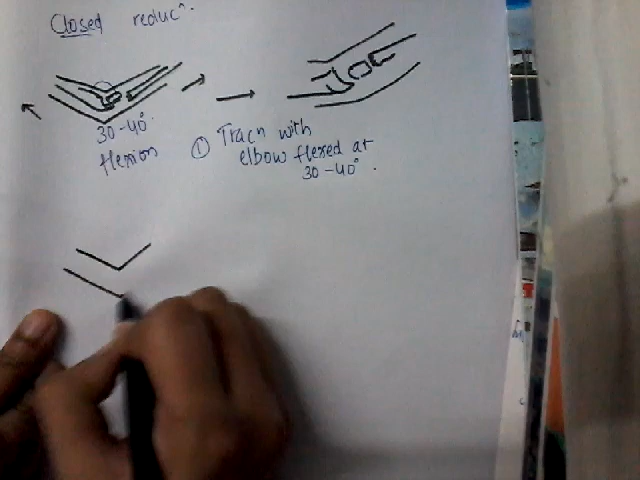 Closed reducⁿ.
30-40°
flexion
① Tracn with
elbow flexed at
30-40°.